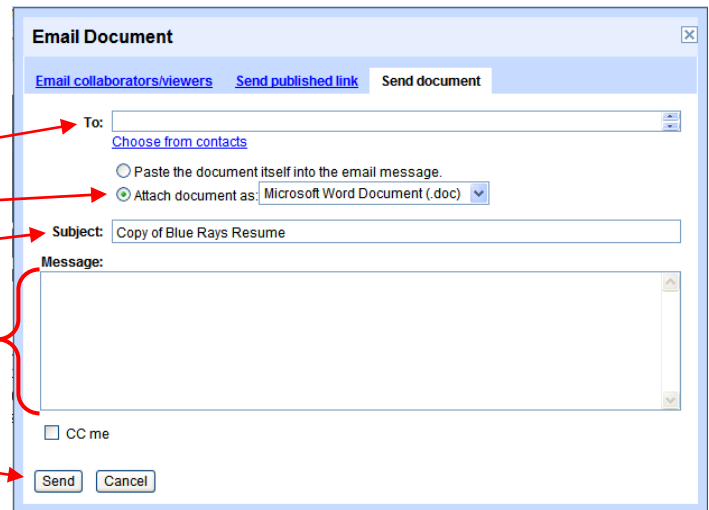 Email Document
Email collaborators/viewers Send published link Send document
To:
Choose from contacts
Paste the document itself into the email message.
Attach document as: Microsoft Word Document (.doc)
Subject: Copy of Blue Rays Resume
Message:
CC me
Send Cancel